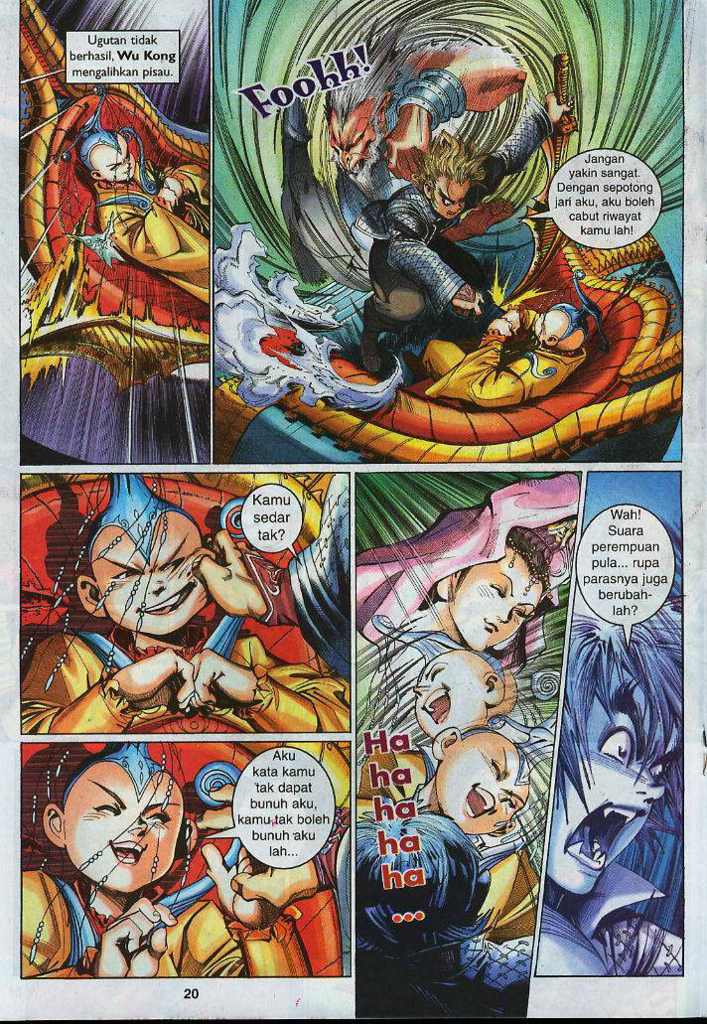 Ugutan tidak
berhasil, Wu Kong
mengalihkan pisau.
Foohh!
Jangan
yakin sangat.
Dengan sepotong
jari aku, aku boleh
cabut riwayat
kamu lah!
Kamu
sedar
tak?
Aku
kata kamu
tak dapat
bunuh aku,
kamu tak boleh
bunuh aku
lah...
Ha
ha
ha
ha
ha
...
Wah!
Suara
perempuan
pula... rupa
parasnya juga
berubah-
lah?
20